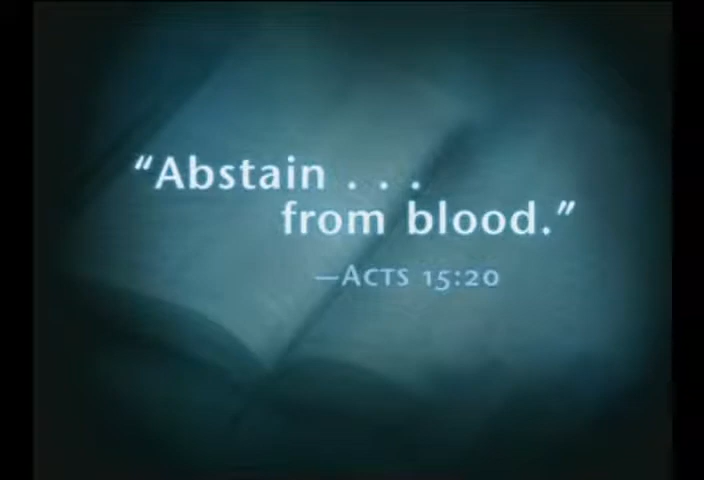 “Abstain . . .
from blood.”
—ACTS 15:20